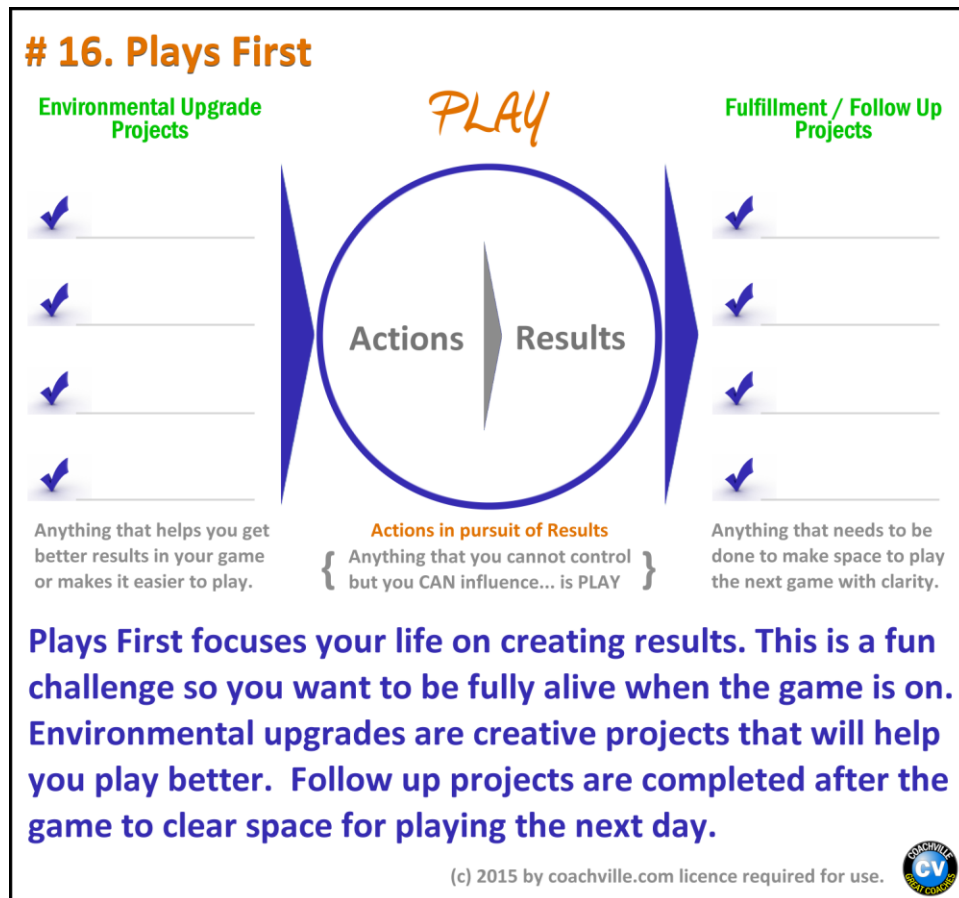 # 16. Plays First
Environmental Upgrade
Projects
PLAY
Fulfillment / Follow Up
Projects
Actions
Results
Anything that helps you get
better results in your game
or makes it easier to play.
Actions in pursuit of Results
{ Anything that you cannot control
but you CAN influence... is PLAY }
Anything that needs to be
done to make space to play
the next game with clarity.
Plays First focuses your life on creating results. This is a fun
challenge so you want to be fully alive when the game is on.
Environmental upgrades are creative projects that will help
you play better.  Follow up projects are completed after the
game to clear space for playing the next day.
(c) 2015 by coachville.com licence required for use.
COACHVILLE
CV
GREAT COACHES